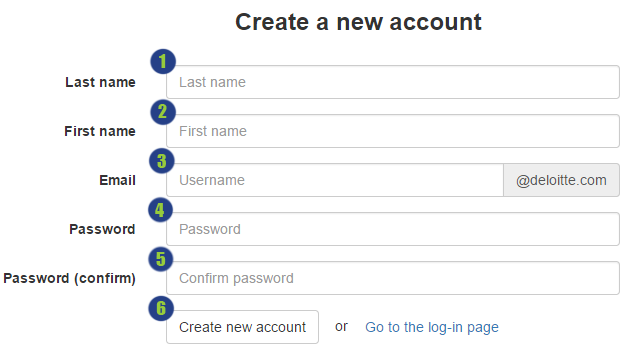 Create a new account
1
Last name Last name
2
First name First name
3
Email Username @deloitte.com
4
Password Password
5
Password (confirm) Confirm password
6
Create new account or Go to the log-in page